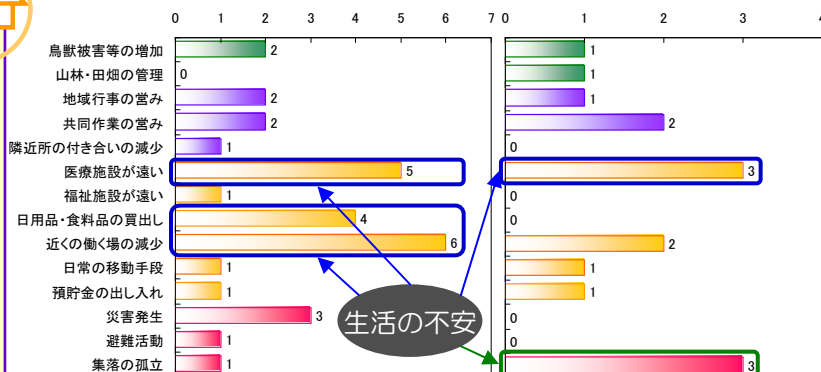 0 1 2 3 4 5 6 7 0 1 2 3
鳥獣被害等の増加 2 1
山林・田畑の管理 0 1
地域行事の営み 2 1
共同作業の営み 2 2
隣近所の付き合いの減少 1 0
医療施設が遠い 5 3
福祉施設が遠い 1 0
日用品・食料品の買出し 4 0
近くの働く場の減少 6 2
日常の移動手段 1 1
預貯金の出し入れ 1 1
災害発生 3 0
生活の不安
避難活動 1 0
集落の孤立 1 3